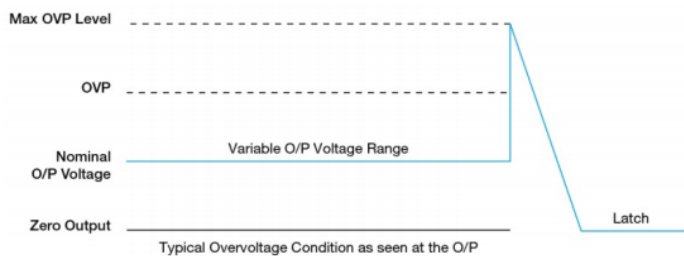 Max OVP Level
OVP
Variable O/P Voltage Range
Nominal
O/P Voltage
Zero Output
Latch
Typical Overvoltage Condition as seen at the O/P